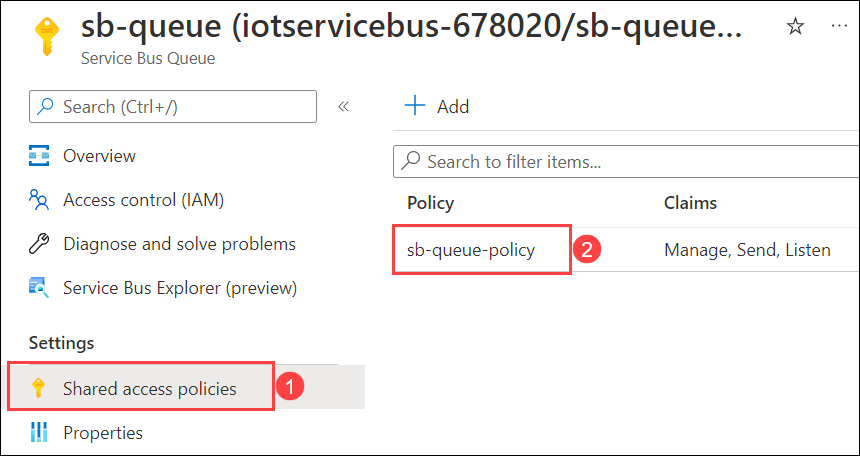 sb-queue (iotservicebus-678020/sb-queue...
Service Bus Queue
Search (Ctrl+/)
Overview
Access control (IAM)
Diagnose and solve problems
Service Bus Explorer (preview)
Settings
Shared access policies 1
Properties
Add
Search to filter items...
Policy Claims
sb-queue-policy 2 Manage, Send, Listen